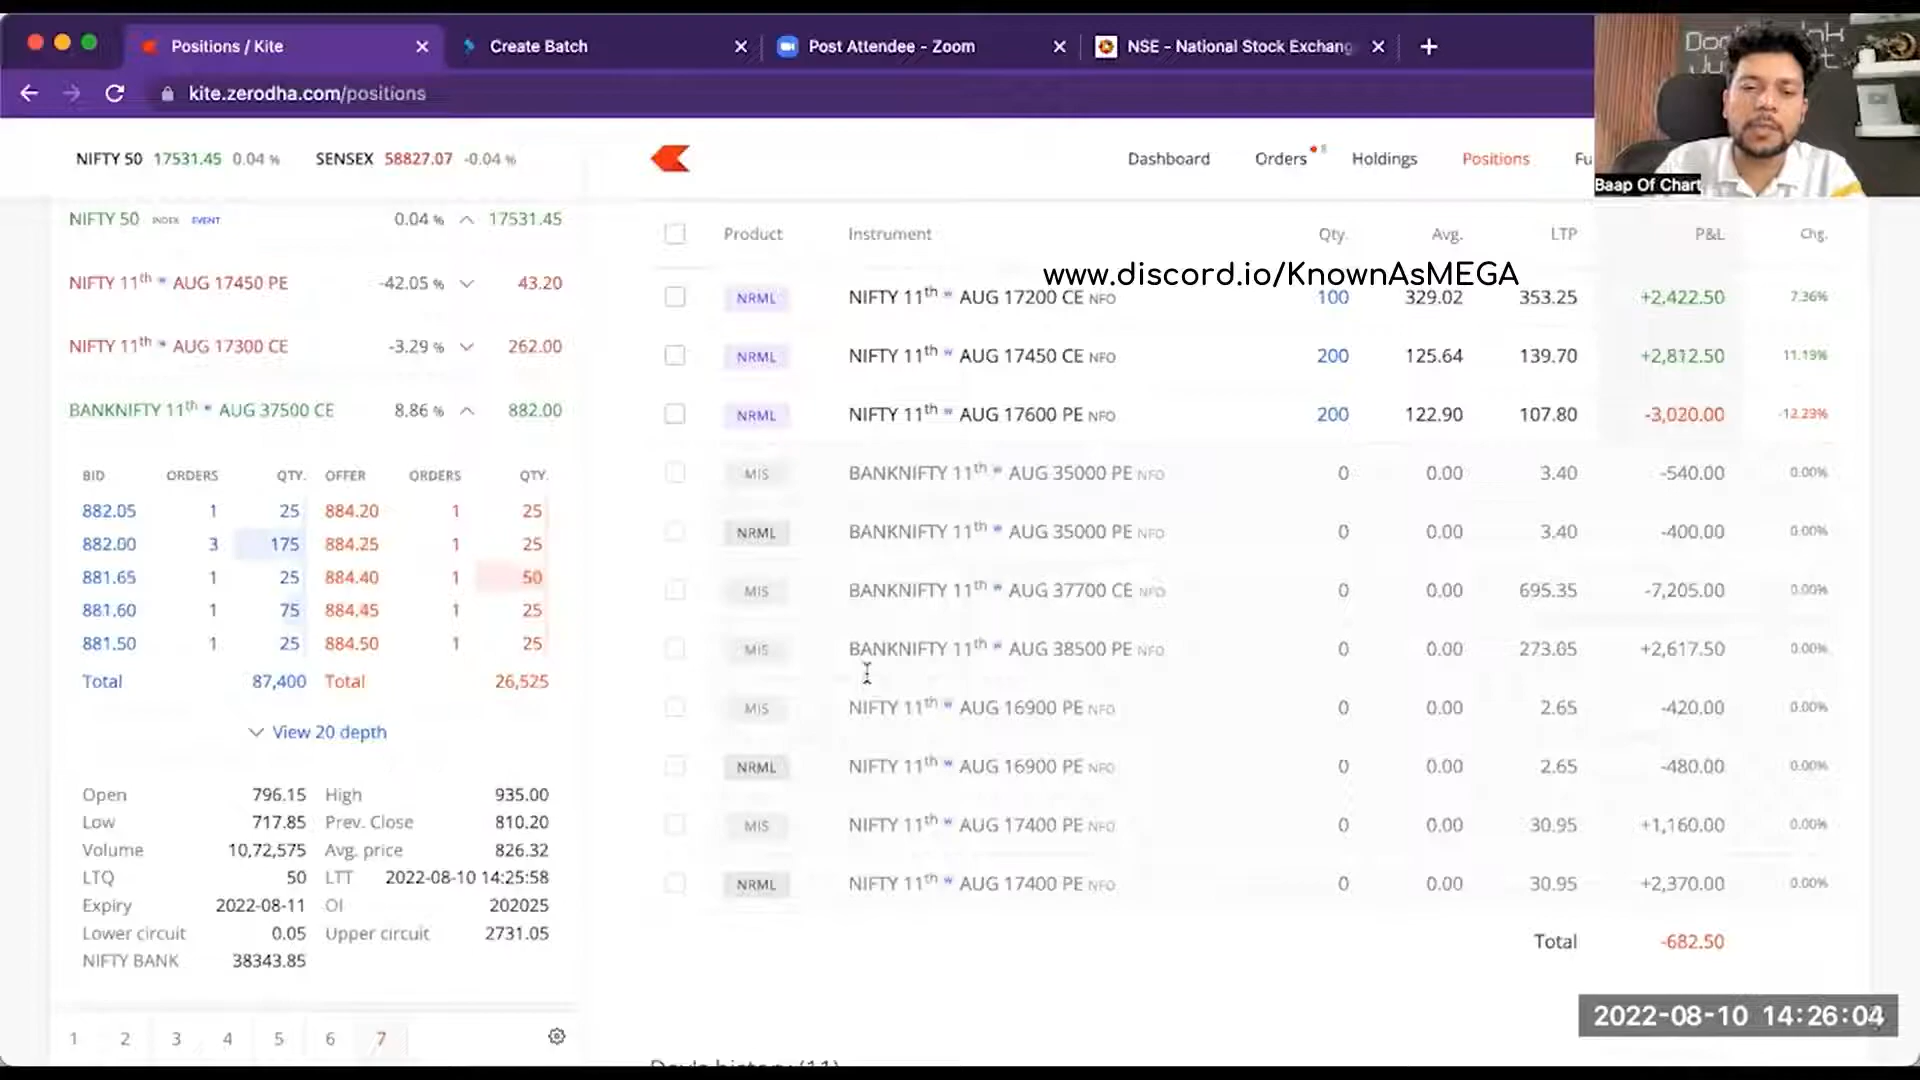 Positions / Kite
Create Batch
Post Attendee - Zoom
NSE - National Stock Exchang
kite.zerodha.com/positions
Baap Of Chart
NIFTY 50 17531.45 0.04 % SENSEX 58827.07 -0.04 %
Dashboard Orders Holdings Positions Fu
NIFTY 50 INDEX EVENT 0.04 % 17531.45
NIFTY 11th w AUG 17450 PE -42.05 % 43.20
NIFTY 11th w AUG 17300 CE -3.29 % 262.00
BANKNIFTY 11th w AUG 37500 CE 8.86 % 882.00
BID ORDERS QTY. OFFER ORDERS QTY.
882.05 1 25 884.20 1 25
882.00 3 175 884.25 1 25
881.65 1 25 884.40 1 50
881.60 1 75 884.45 1 25
881.50 1 25 884.50 1 25
Total 87,400 Total 26,525
View 20 depth
Open 796.15 High 935.00
Low 717.85 Prev. Close 810.20
Volume 10,72,575 Avg. price 826.32
LTQ 50 LTT 2022-08-10 14:25:58
Expiry 2022-08-11 OI 202025
Lower circuit 0.05 Upper circuit 2731.05
NIFTY BANK 38343.85
1 2 3 4 5 6 7
Product Instrument Qty. Avg. LTP P&L Chg.
www.discord.io/KnownAsMEGA
NRML NIFTY 11th w AUG 17200 CE NFO 100 329.02 353.25 +2,422.50 7.36%
NRML NIFTY 11th w AUG 17450 CE NFO 200 125.64 139.70 +2,812.50 11.19%
NRML NIFTY 11th w AUG 17600 PE NFO 200 122.90 107.80 -3,020.00 -12.29%
MIS BANKNIFTY 11th w AUG 35000 PE NFO 0 0.00 3.40 -540.00 0.00%
NRML BANKNIFTY 11th w AUG 35000 PE NFO 0 0.00 3.40 -400.00 0.00%
MIS BANKNIFTY 11th w AUG 37700 CE NFO 0 0.00 695.35 -7,205.00 0.00%
MIS BANKNIFTY 11th w AUG 38500 PE NFO 0 0.00 273.05 +2,617.50 0.00%
MIS NIFTY 11th w AUG 16900 PE NFO 0 0.00 2.65 -420.00 0.00%
NRML NIFTY 11th w AUG 16900 PE NFO 0 0.00 2.65 -480.00 0.00%
MIS NIFTY 11th w AUG 17400 PE NFO 0 0.00 30.95 +1,160.00 0.00%
NRML NIFTY 11th w AUG 17400 PE NFO 0 0.00 30.95 +2,370.00 0.00%
Total -682.50
2022-08-10 14:26:04
Day's history (11)